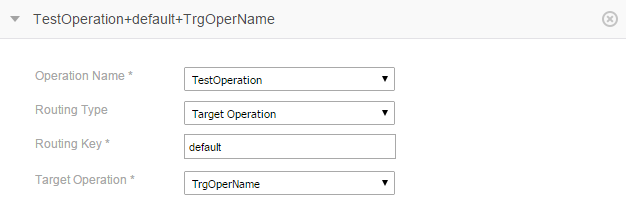 TestOperation+default+TrgOperName
Operation Name * TestOperation
Routing Type Target Operation
Routing Key * default
Target Operation * TrgOperName